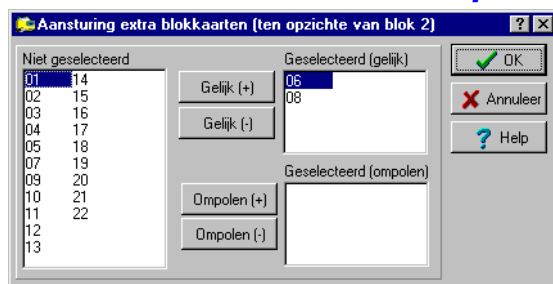 Aansturing extra blokkaarten (ten opzichte van blok 2)
Niet geselecteerd
01 14
02 15
03 16
04 17
05 18
07 19
09 20
10 21
11 22
12
13
Gelijk (+)
Gelijk (-)
Ompolen (+)
Ompolen (-)
Geselecteerd (gelijk)
06
08
Geselecteerd (ompolen)
OK
Annuleer
? Help